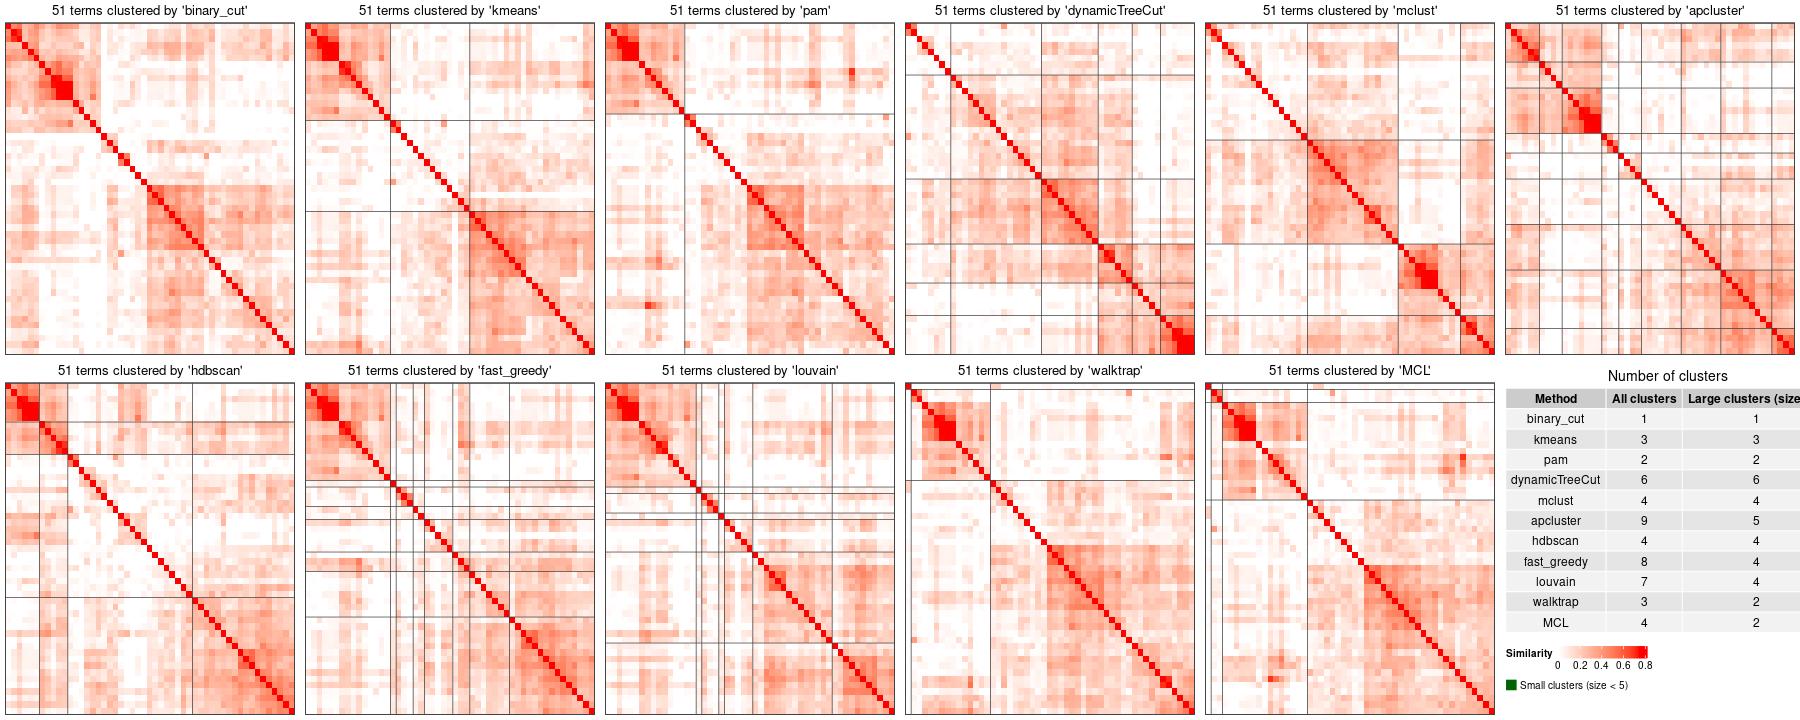 51 terms clustered by 'binary_cut'
51 terms clustered by 'kmeans'
51 terms clustered by 'pam'
51 terms clustered by 'dynamicTreeCut'
51 terms clustered by 'mclust'
51 terms clustered by 'apcluster'
51 terms clustered by 'hdbscan'
51 terms clustered by 'fast_greedy'
51 terms clustered by 'louvain'
51 terms clustered by 'walktrap'
51 terms clustered by 'MCL'
Number of clusters
Method All clusters Large clusters (size
binary_cut 1 1
kmeans 3 3
pam 2 2
dynamicTreeCut 6 6
mclust 4 4
apcluster 9 5
hdbscan 4 4
fast_greedy 8 4
louvain 7 4
walktrap 3 2
MCL 4 2
Similarity
0 0.2 0.4 0.6 0.8
Small clusters (size < 5)